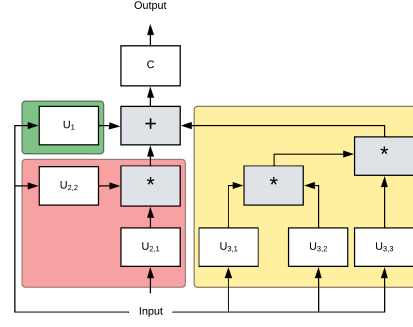 Output
C
U1
+
*
U2,2
*
*
U2,1
U3,1
U3,2
U3,3
Input